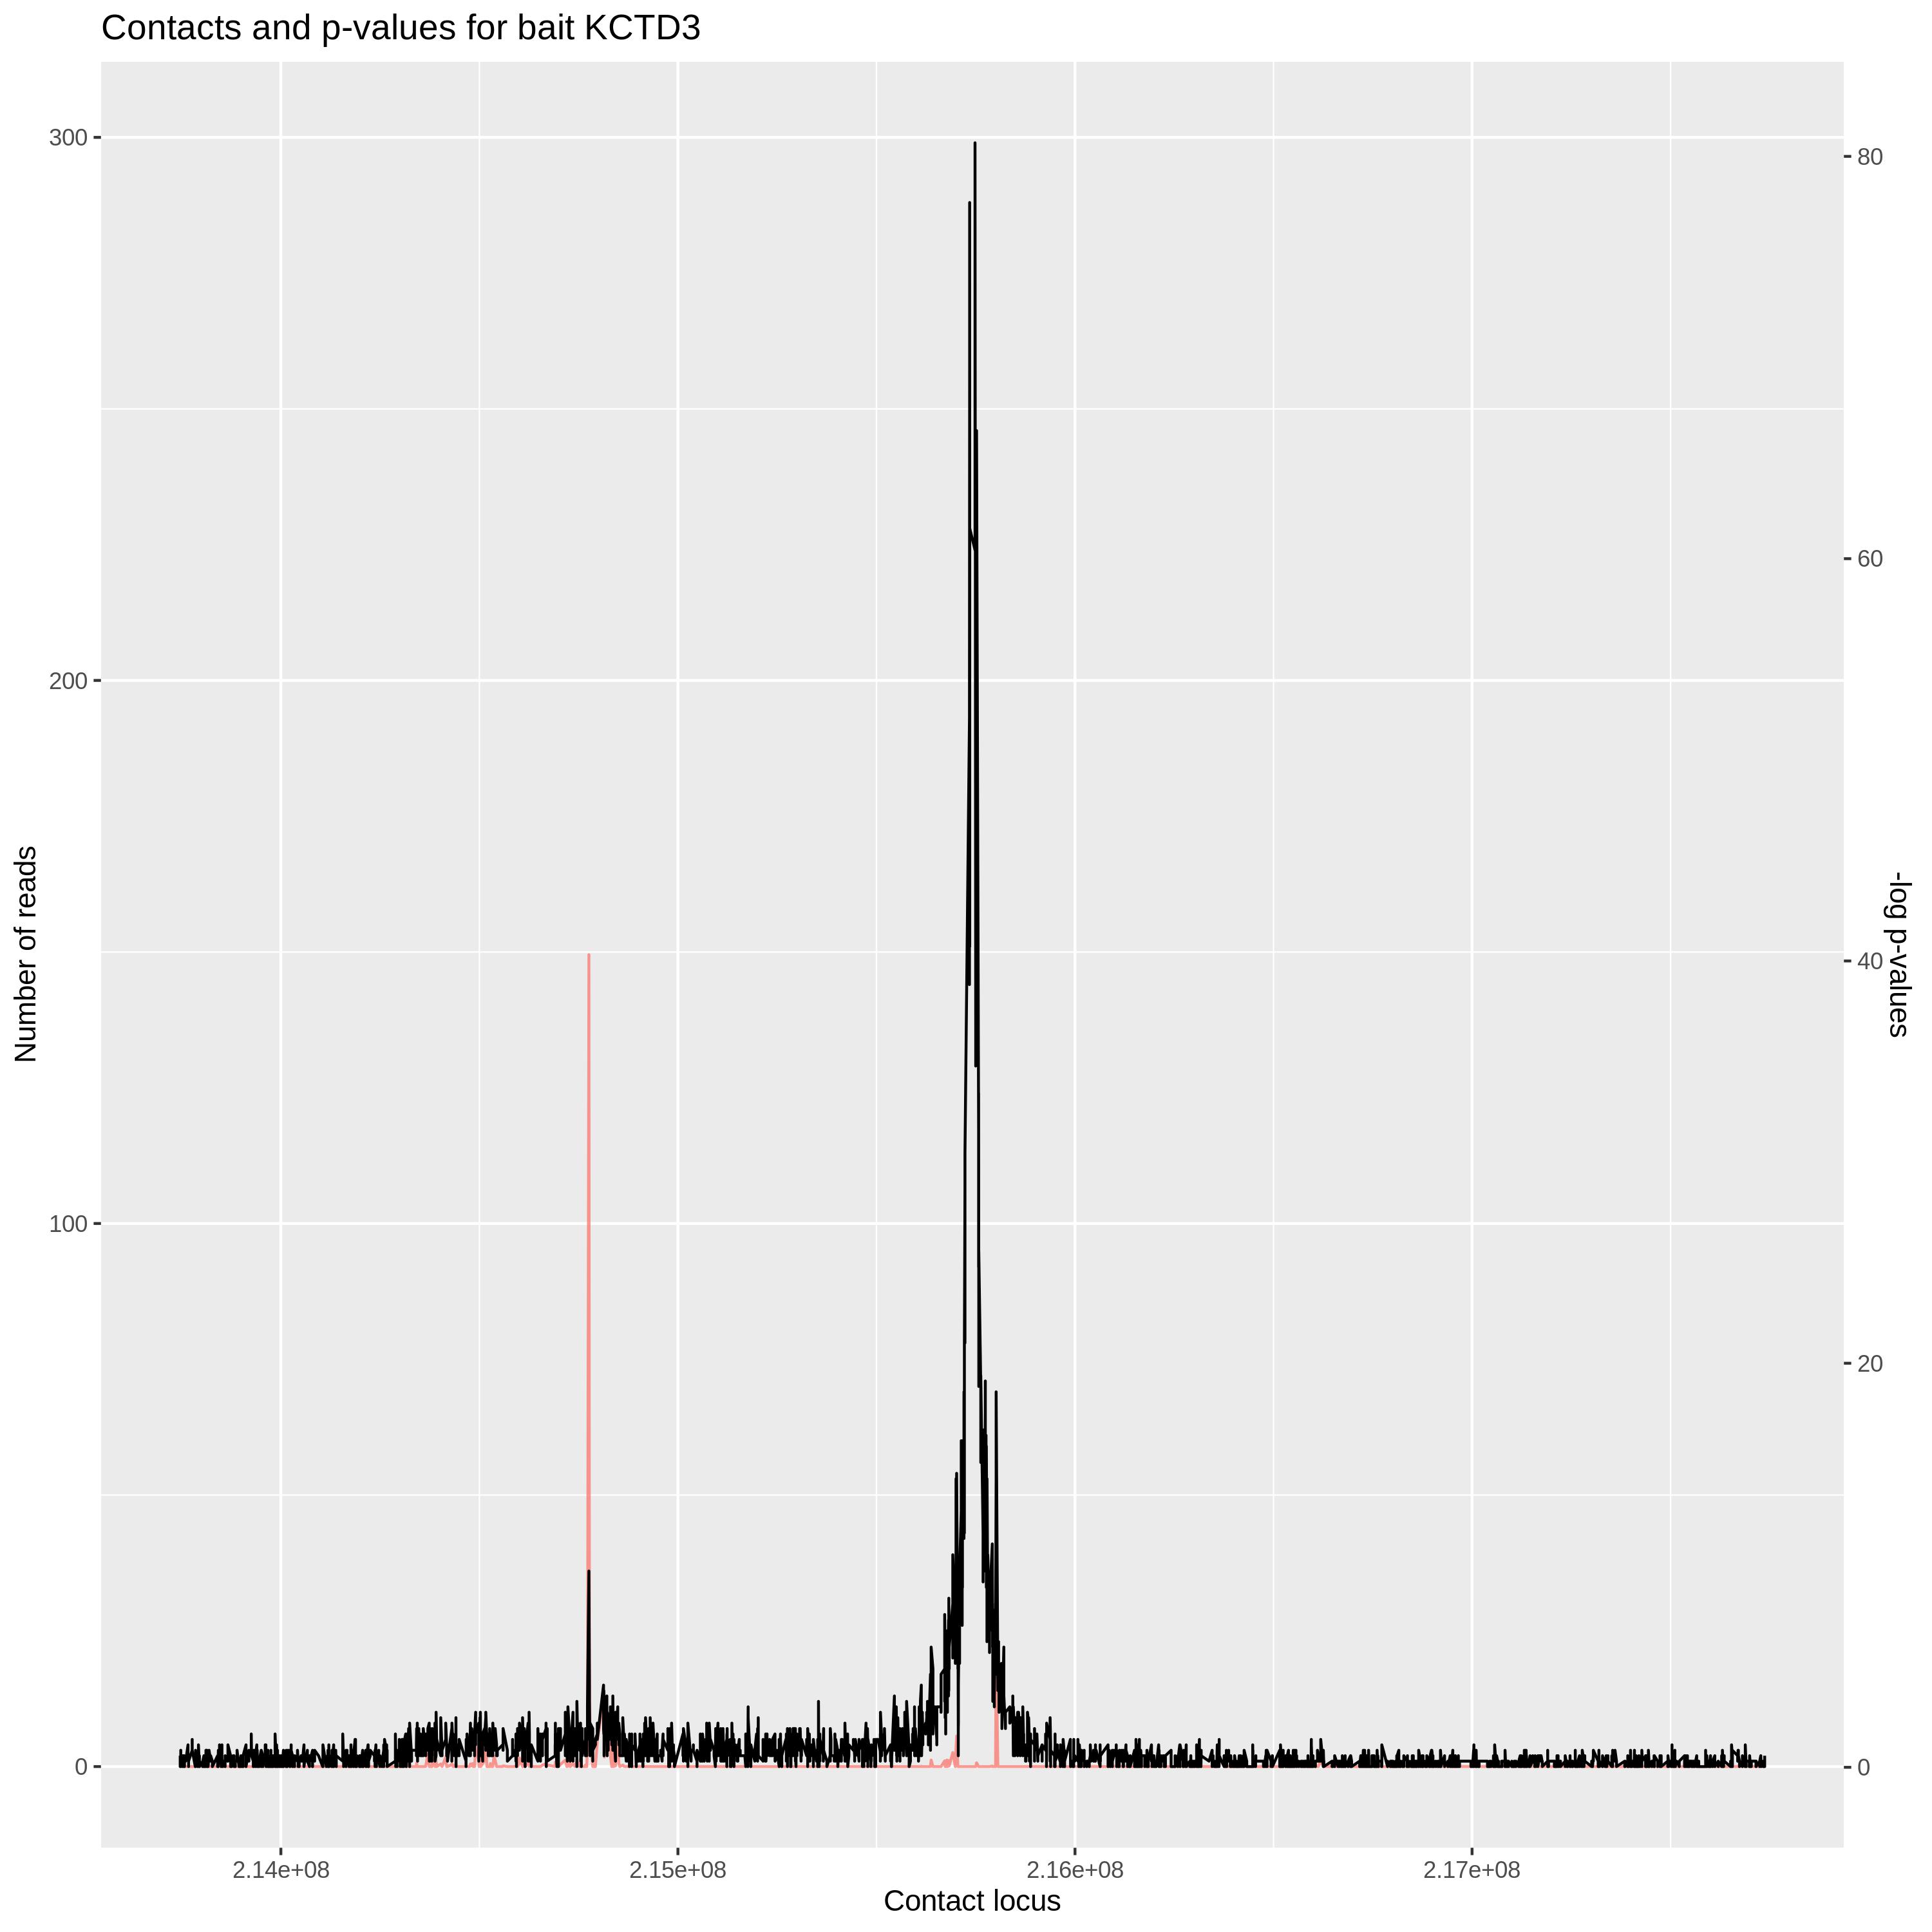 Contacts and p-values for bait KCTD3
300
200
100
0
Number of reads
80
60
40
20
0
-log p-values
2.14e+08
2.15e+08
2.16e+08
2.17e+08
Contact locus